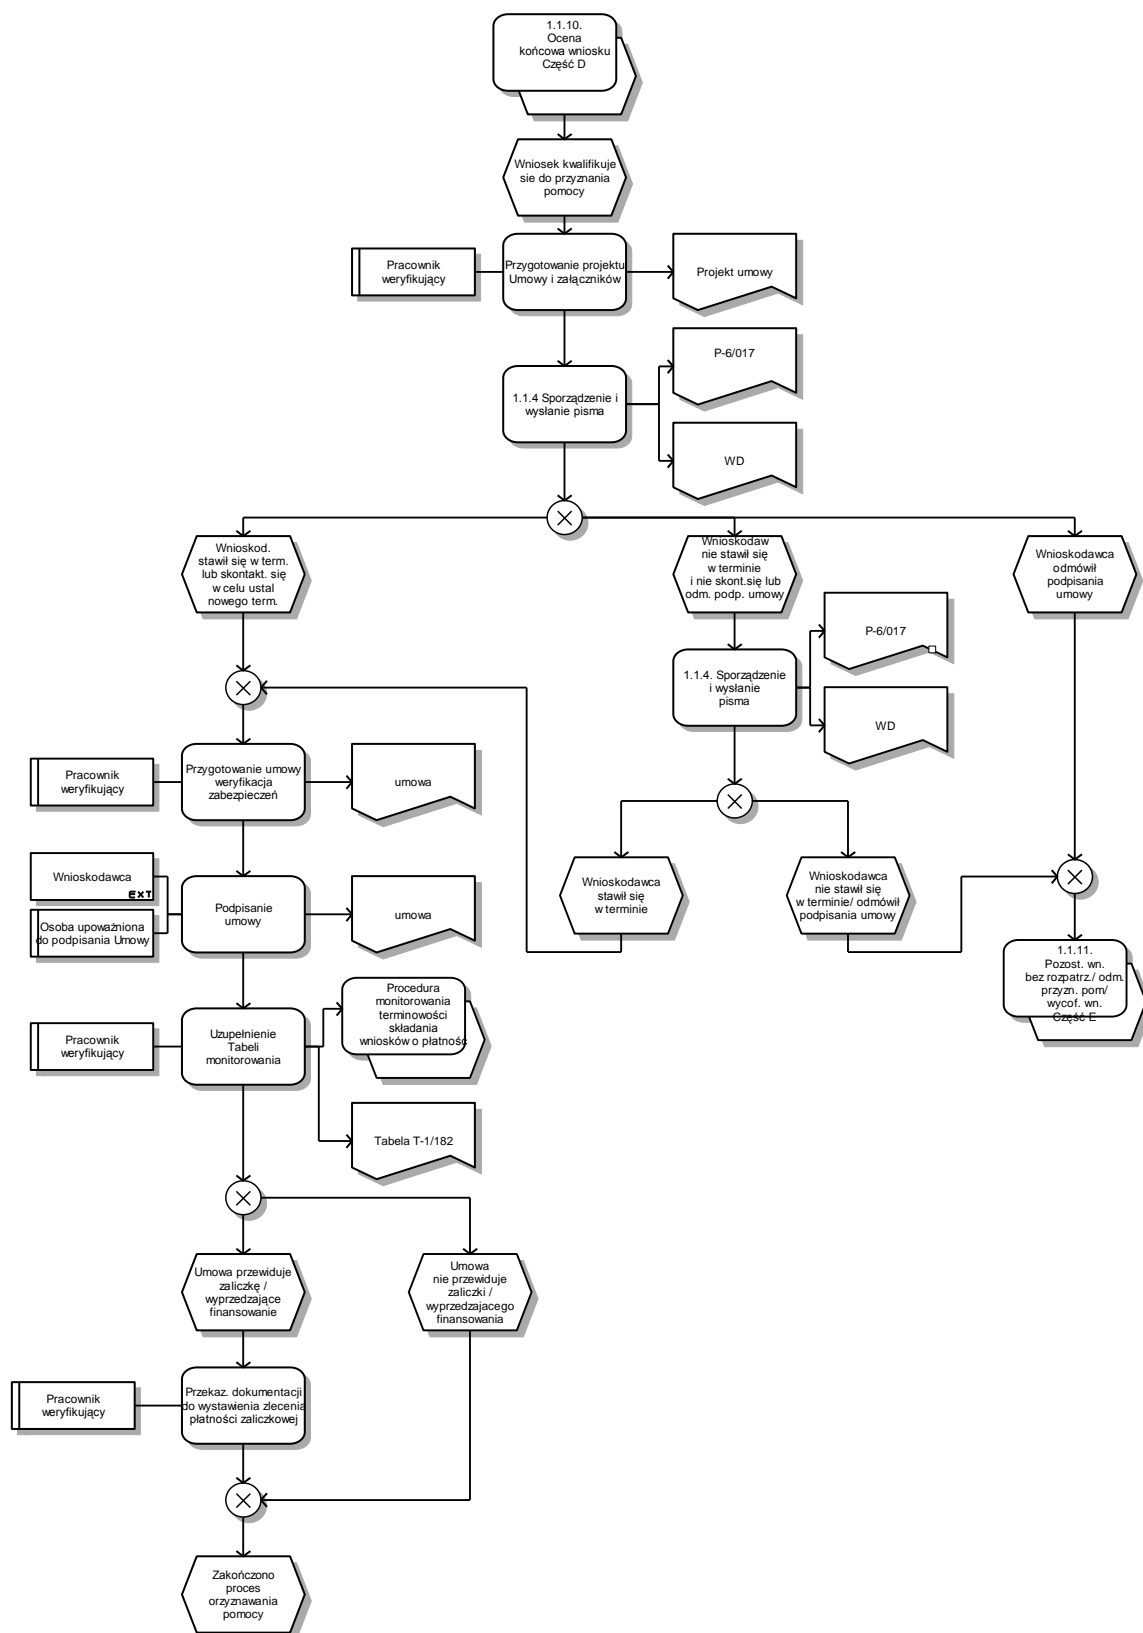 1.1.10.
Ocena
końcowa wniosku
Część D
Wniosek kwalifikuje
sie do przyznania
pomocy
Pracownik
weryfikujący
Przygotowanie projektu
Umowy i załączników
Projekt umowy
P-6/017
1.1.4 Sporządzenie i
wysłanie pisma
WD
Wnioskod.
stawił się w term.
lub skontakt. się
w celu ustal
nowego term.
Wnioskodaw
nie stawił się
w terminie
i nie skont.się lub
odm. podp. umowy
Wnioskodawca
odmówił
podpisania
umowy
P-6/017
1.1.4. Sporządzenie
i wysłanie
pisma
WD
Pracownik
weryfikujący
Przygotowanie umowy
weryfikacja
zabezpieczeń
umowa
Wnioskodawca
EXT
Osoba upoważniona
do podpisania Umowy
Podpisanie
umowy
umowa
Wnioskodawca
stawił się
w terminie
Wnioskodawca
nie stawił się
w terminie/ odmówił
podpisania umowy
1.1.11.
Pozost. wn.
bez rozpatrz./ odm.
przyzn. pom/
wycof. wn.
Część E
Pracownik
weryfikujący
Uzupełnienie
Tabeli
monitorowania
Procedura
monitorowania
terminowości
składania
wniosków o płatność
Tabela T-1/182
Umowa przewiduje
zaliczkę /
wyprzedzające
finansowanie
Umowa
nie przewiduje
zaliczki /
wyprzedzajacego
finansowania
Pracownik
weryfikujący
Przekaz. dokumentacji
do wystawienia zlecenia
płatności zaliczkowej
Zakończono
proces
orzyznawania
pomocy